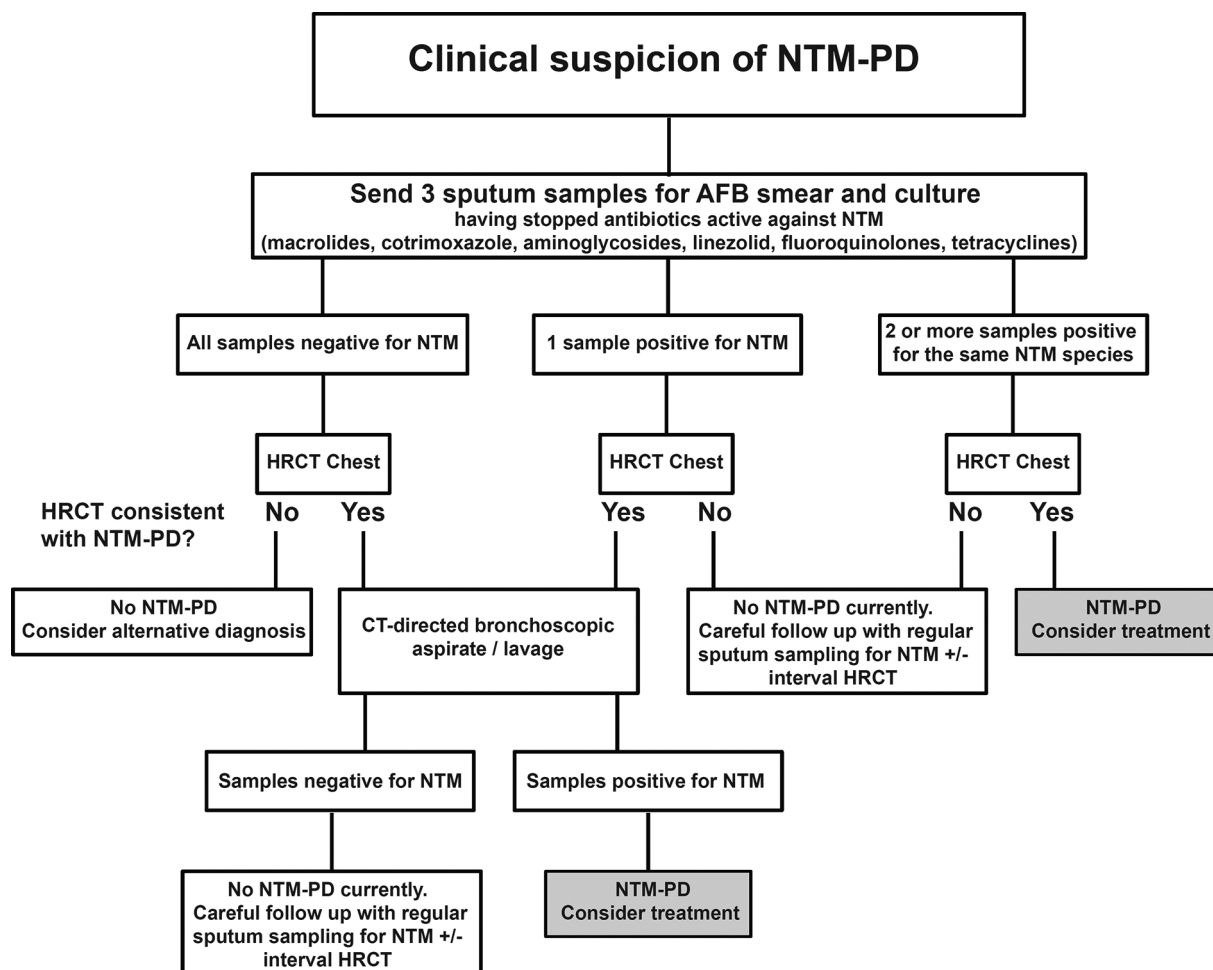 Clinical suspicion of NTM-PD
Send 3 sputum samples for AFB smear and culture
having stopped antibiotics active against NTM
(macrolides, cotrimoxazole, aminoglycosides, linezolid, fluoroquinolones, tetracyclines)
All samples negative for NTM
1 sample positive for NTM
2 or more samples positive
for the same NTM species
HRCT Chest
HRCT Chest
HRCT Chest
HRCT consistent
with NTM-PD?
No
Yes
Yes
No
No
Yes
No NTM-PD
Consider alternative diagnosis
CT-directed bronchoscopic
aspirate / lavage
No NTM-PD currently.
Careful follow up with regular
sputum sampling for NTM +/-
interval HRCT
NTM-PD
Consider treatment
Samples negative for NTM
Samples positive for NTM
No NTM-PD currently.
Careful follow up with regular
sputum sampling for NTM +/-
interval HRCT
NTM-PD
Consider treatment